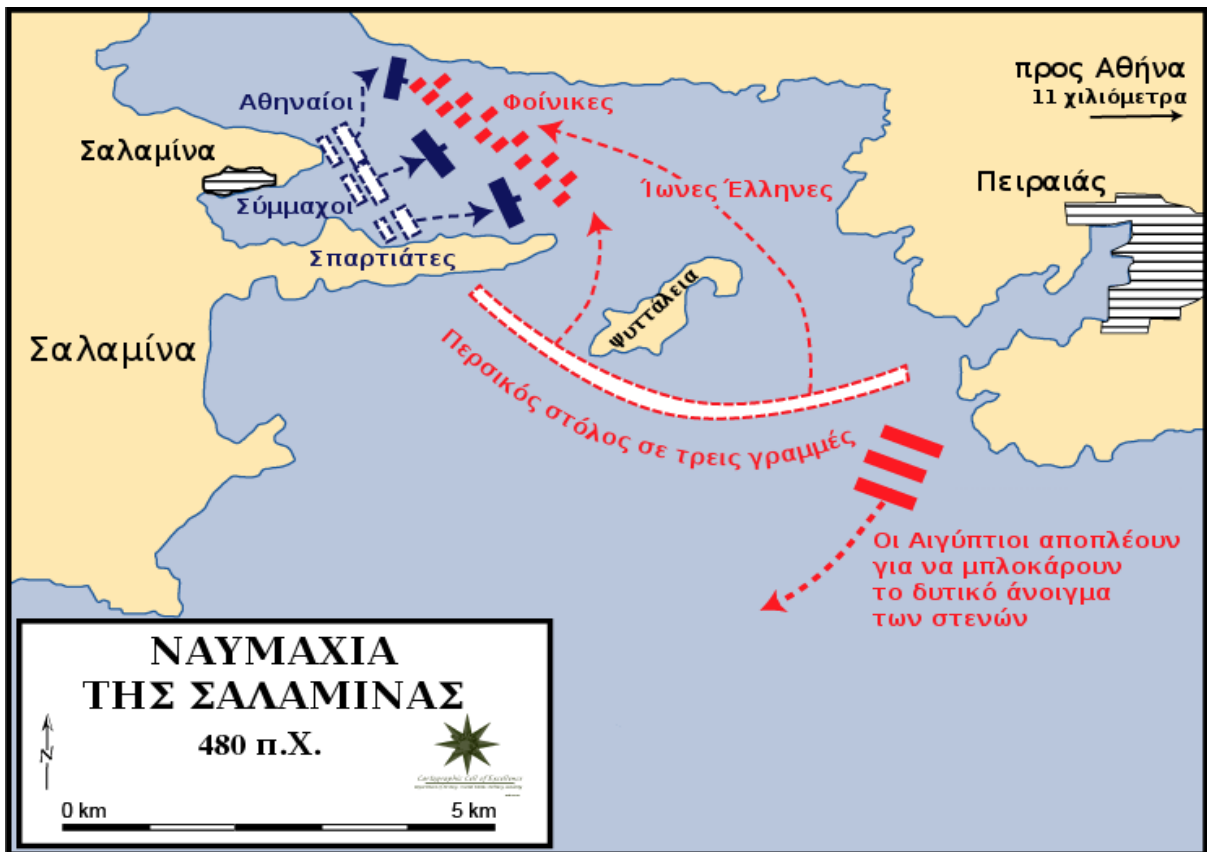 προς Αθήνα
11 χιλιόμετρα
Αθηναίοι
Φοίνικες
Σαλαμίνα
Ίωνες Έλληνες
Πειραιάς
Σύμμαχοι
Σπαρτιάτες
Ψυττάλεια
Σαλαμίνα
Περσικός στόλος σε τρεις γραμμές
Οι Αιγύπτιοι αποπλέουν
για να μπλοκάρουν
το δυτικό άνοιγμα
των στενών
ΝΑΥΜΑΧΙΑ
ΤΗΣ ΣΑΛΑΜΙΝΑΣ
480 π.Χ.
N
Cartographic Cell of Excellence
0 km
5 km